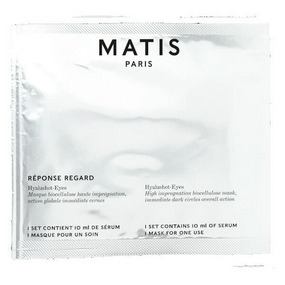 MATIS
PARIS
RÉPONSE REGARD
Hyalushot-Eyes
Masque biocellulose haute imprégnation,
action globale immédiate cernes
Hyalushot-Eyes
High impregnation biocellulose mask,
immediate dark circles overall action
1 SET CONTIENT 10 ml DE SÉRUM
1 MASQUE POUR UN SOIN
1 SET CONTAINS 10 ml OF SERUM
1 MASK FOR ONE USE